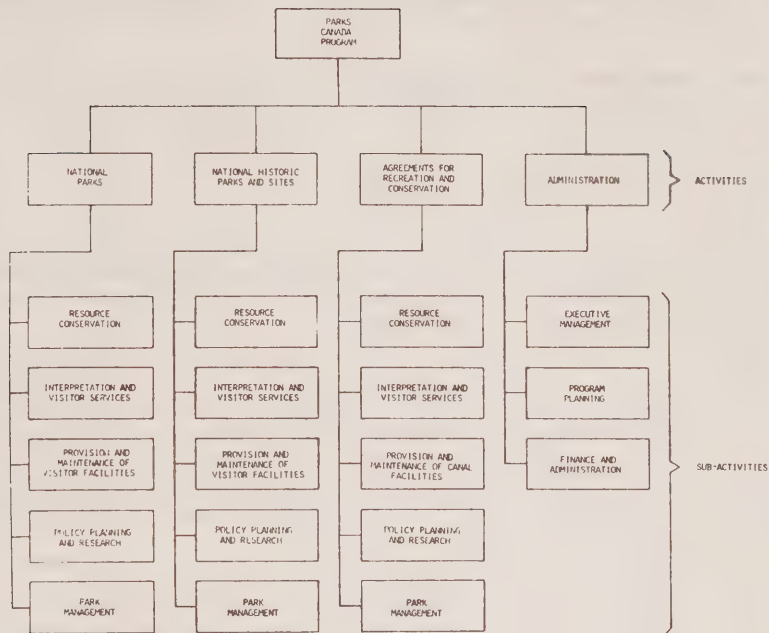 PARKS
CANADA
PROGRAM
NATIONAL
PARKS
NATIONAL HISTORIC
PARKS AND SITES
AGREEMENTS FOR
RECREATION AND
CONSERVATION
ADMINISTRATION
ACTIVITIES
RESOURCE
CONSERVATION
INTERPRETATION AND
VISITOR SERVICES
PROVISION AND
MAINTENANCE OF
VISITOR FACILITIES
POLICY PLANNING
AND RESEARCH
PARK
MANAGEMENT
RESOURCE
CONSERVATION
INTERPRETATION AND
VISITOR SERVICES
PROVISION AND
MAINTENANCE OF
VISITOR FACILITIES
POLICY PLANNING
AND RESEARCH
PARK
MANAGEMENT
RESOURCE
CONSERVATION
INTERPRETATION AND
VISITOR SERVICES
PROVISION AND
MAINTENANCE OF CANAL
FACILITIES
POLICY PLANNING
AND RESEARCH
PARK
MANAGEMENT
EXECUTIVE
MANAGEMENT
PROGRAM
PLANNING
FINANCE AND
ADMINISTRATION
SUB-ACTIVITIES